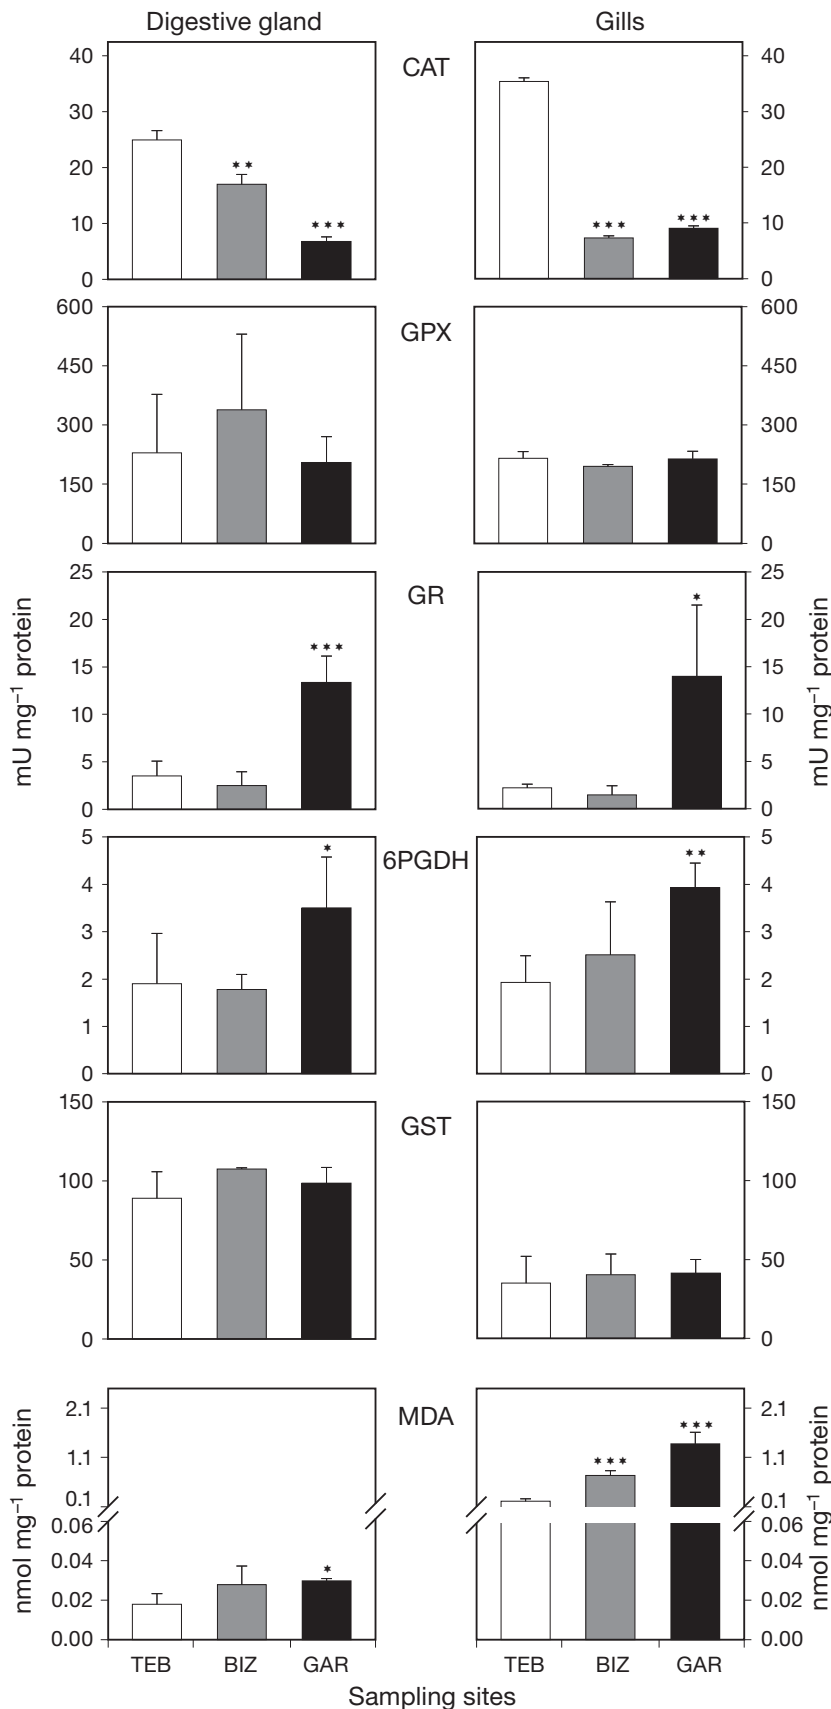 Digestive gland Gills
40 CAT 40
30 30
20 ** 20
*** *** ***
10 10
0 0
600 GPX 600
450 450
300 300
150 150
0 0
25 GR 25
20 * 20
*** 
15 15
10 10
5 5
0 0
mU mg⁻¹ protein mU mg⁻¹ protein
5 6PGDH 5
* **
4 4
3 3
2 2
1 1
0 0
150 GST 150
100 100
50 50
0 0
2.1 MDA 2.1
***
1.1 *** 1.1
0.1 0.1
0.06 0.06
0.04 * 0.04
0.02 0.02
0.00 0.00
nmol mg⁻¹ protein nmol mg⁻¹ protein
TEB BIZ GAR TEB BIZ GAR
Sampling sites